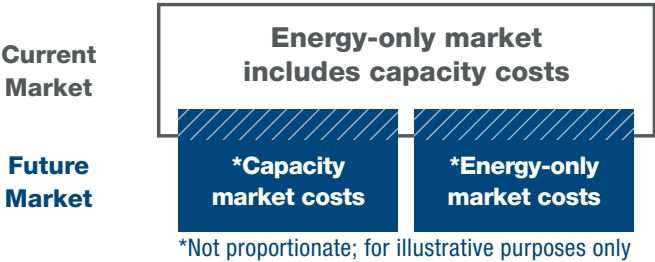 Current
Market
Energy-only market
includes capacity costs
Future
Market
*Capacity
market costs
*Energy-only
market costs
*Not proportionate; for illustrative purposes only